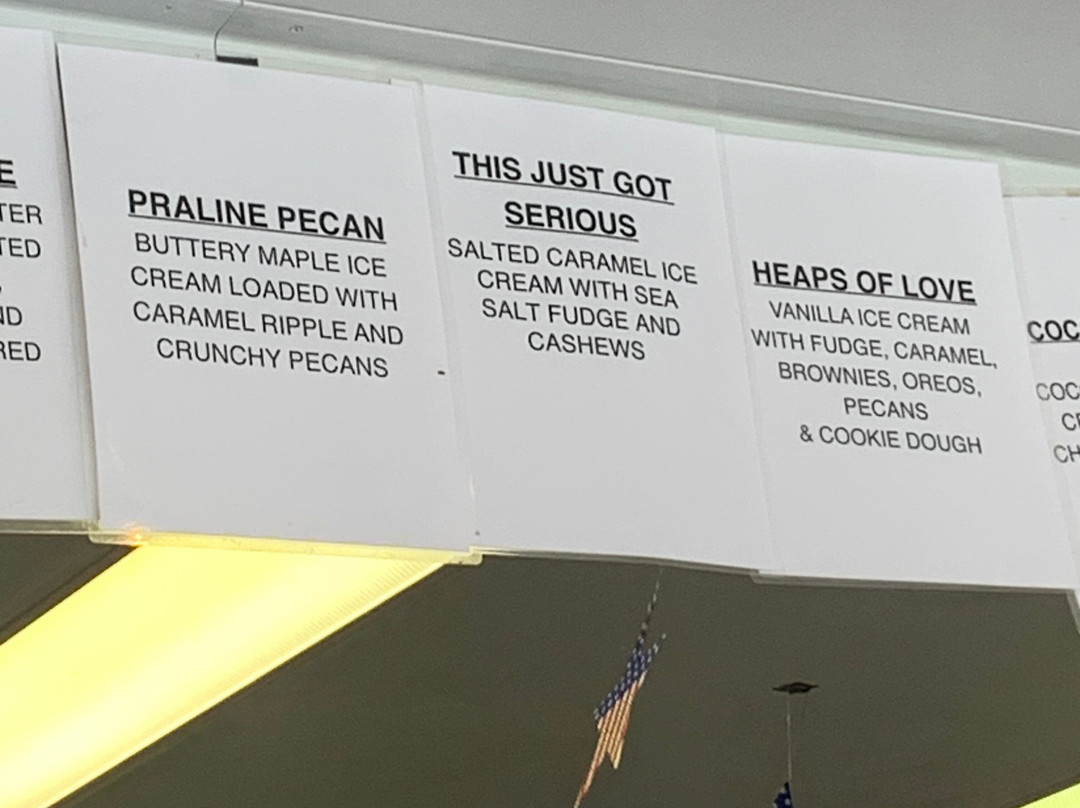 PRALINE PECAN
BUTTERY MAPLE ICE
CREAM LOADED WITH
CARAMEL RIPPLE AND
CRUNCHY PECANS
THIS JUST GOT
SERIOUS
SALTED CARAMEL ICE
CREAM WITH SEA
SALT FUDGE AND
CASHEWS
HEAPS OF LOVE
VANILLA ICE CREAM
WITH FUDGE, CARAMEL,
BROWNIES, OREOS,
PECANS
& COOKIE DOUGH